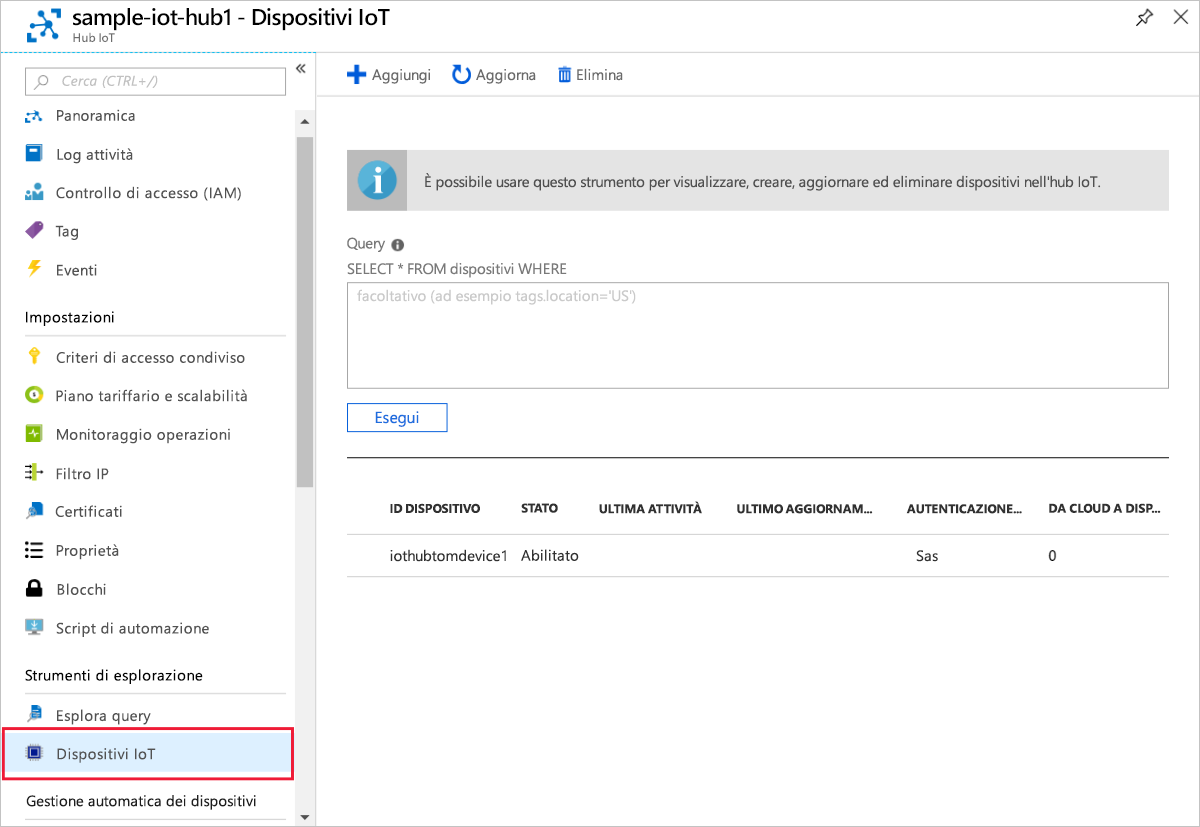 sample-iot-hub1 - Dispositivi IoT
Hub IoT
Cerca (CTRL+/)
Panoramica
Log attività
Controllo di accesso (IAM)
Tag
Eventi
Impostazioni
Criteri di accesso condiviso
Piano tariffario e scalabilità
Monitoraggio operazioni
Filtro IP
Certificati
Proprietà
Blocchi
Script di automazione
Strumenti di esplorazione
Esplora query
Dispositivi IoT
Gestione automatica dei dispositivi
Aggiungi Aggiorna Elimina
È possibile usare questo strumento per visualizzare, creare, aggiornare ed eliminare dispositivi nell'hub IoT.
Query
SELECT * FROM dispositivi WHERE
facoltativo (ad esempio tags.location='US')
Esegui
ID DISPOSITIVO STATO ULTIMA ATTIVITÀ ULTIMO AGGIORNAM... AUTENTICAZIONE... DA CLOUD A DISP...
iothubtomdevice1 Abilitato Sas 0